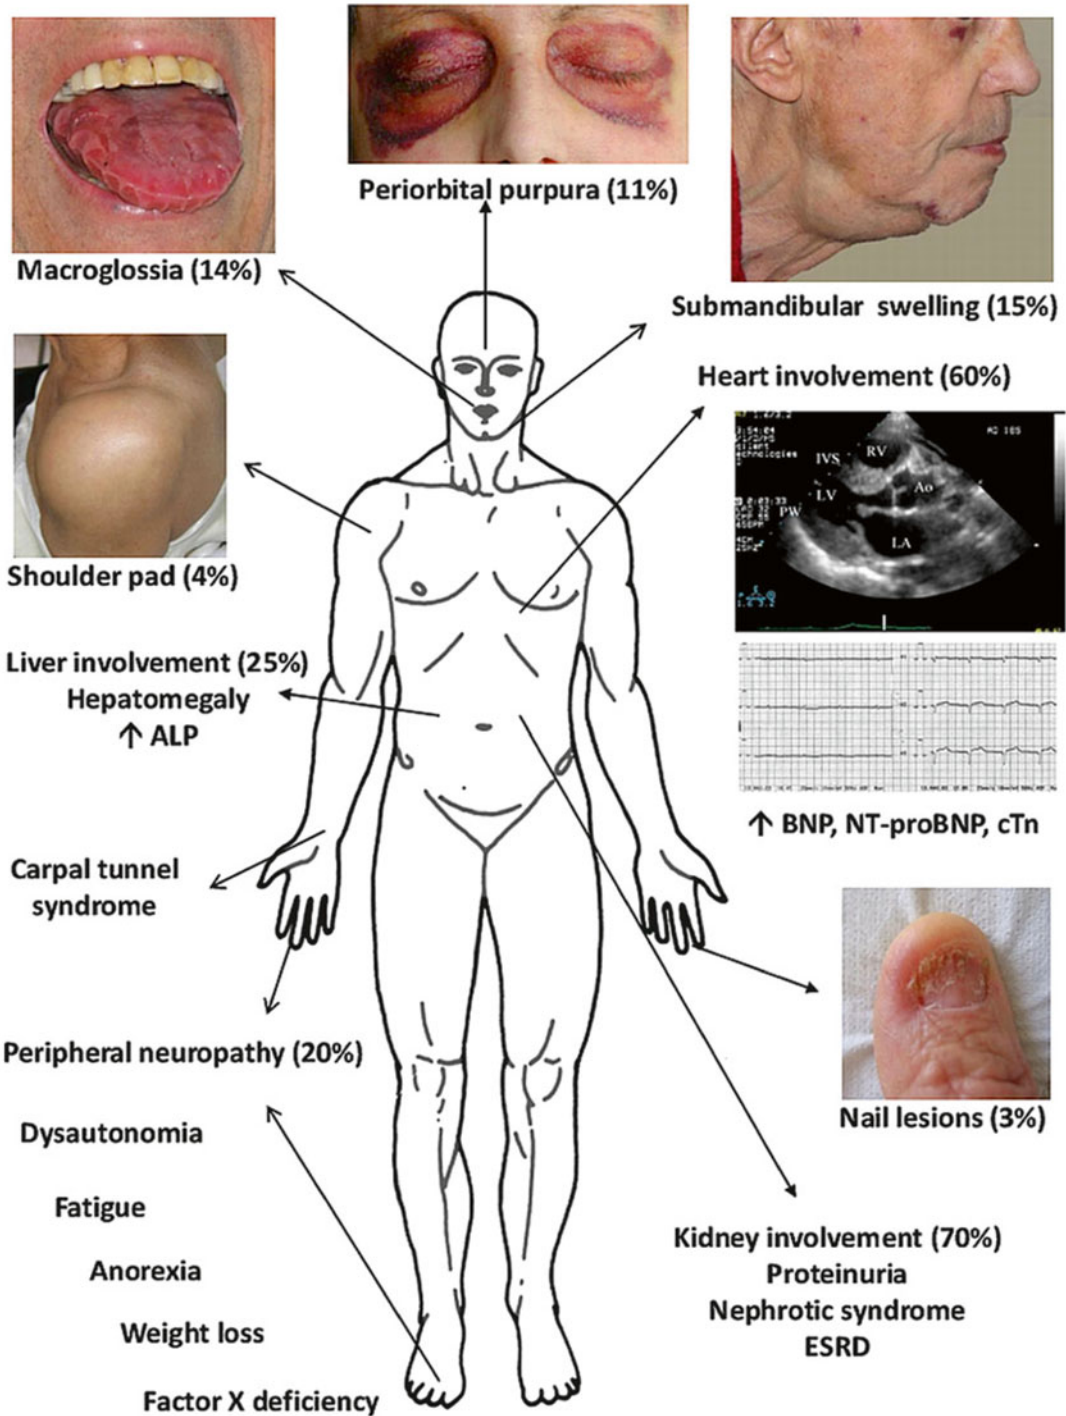 Periorbital purpura (11%)
Macroglossia (14%)
Submandibular swelling (15%)
Heart involvement (60%)
IVS
RV
LV
Ao
PW
LA
Shoulder pad (4%)
Liver involvement (25%)
Hepatomegaly
↑ ALP
↑ BNP, NT-proBNP, cTn
Carpal tunnel
syndrome
Peripheral neuropathy (20%)
Nail lesions (3%)
Dysautonomia
Fatigue
Anorexia
Weight loss
Factor X deficiency
Kidney involvement (70%)
Proteinuria
Nephrotic syndrome
ESRD